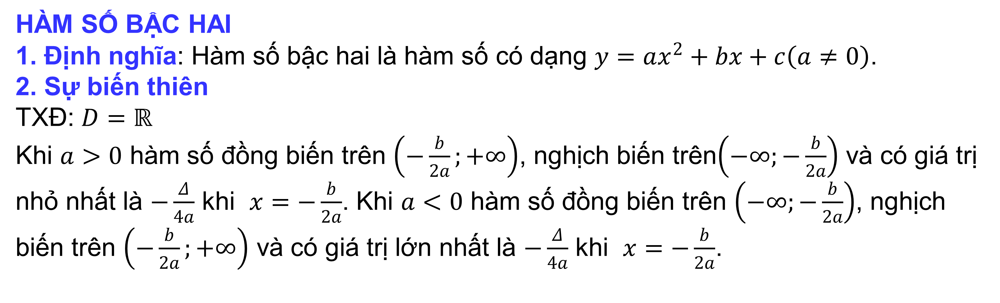 HÀM SỐ BẬC HAI
1. Định nghĩa: Hàm số bậc hai là hàm số có dạng $y = ax^2 + bx + c(a \neq 0)$.
2. Sự biến thiên
TXĐ: $D = \mathbb{R}$
Khi $a > 0$ hàm số đồng biến trên $\left(-\frac{b}{2a}; +\infty\right)$, nghịch biến trên$\left(-\infty; -\frac{b}{2a}\right)$ và có giá trị
nhỏ nhất là $-\frac{\Delta}{4a}$ khi $x = -\frac{b}{2a}$. Khi $a < 0$ hàm số đồng biến trên $\left(-\infty; -\frac{b}{2a}\right)$, nghịch
biến trên $\left(-\frac{b}{2a}; +\infty\right)$ và có giá trị lớn nhất là $-\frac{\Delta}{4a}$ khi $x = -\frac{b}{2a}$.